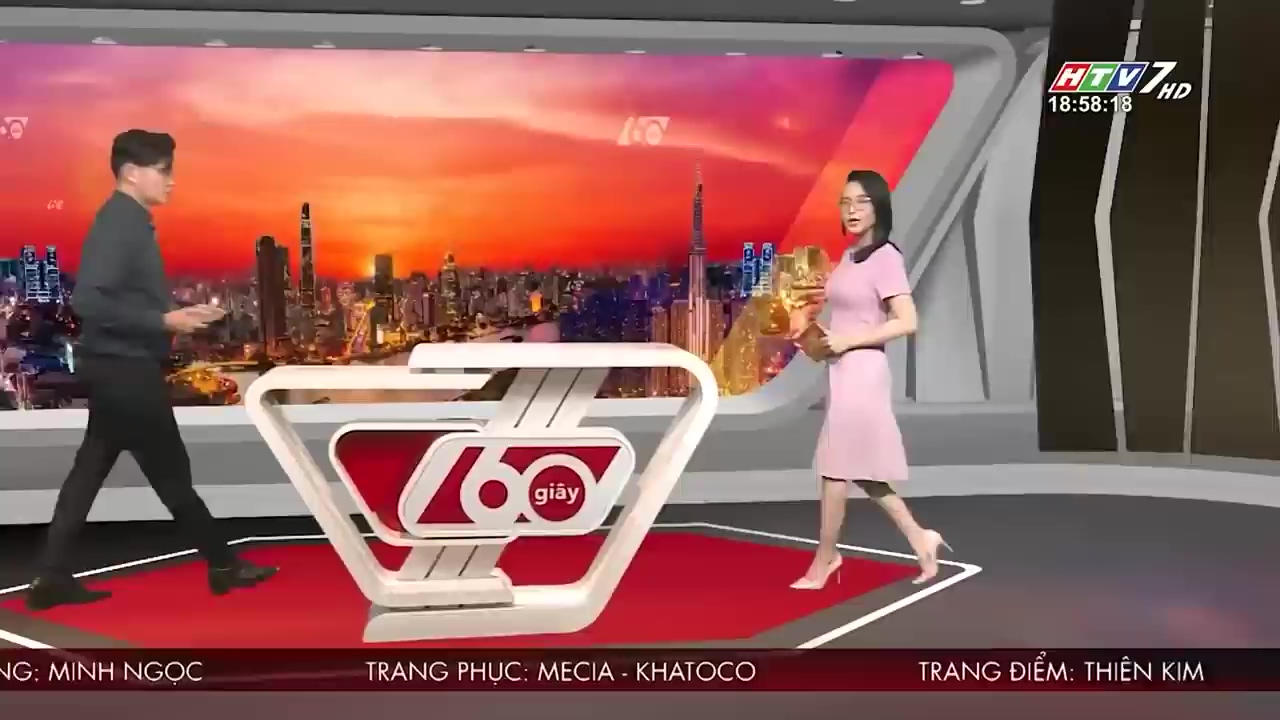 HTV7 HD
18:58:18
60 giây
NG: MINH NGỌC TRANG PHỤC: MECIA - KHATOCO TRANG ĐIỂM: THIÊN KIM